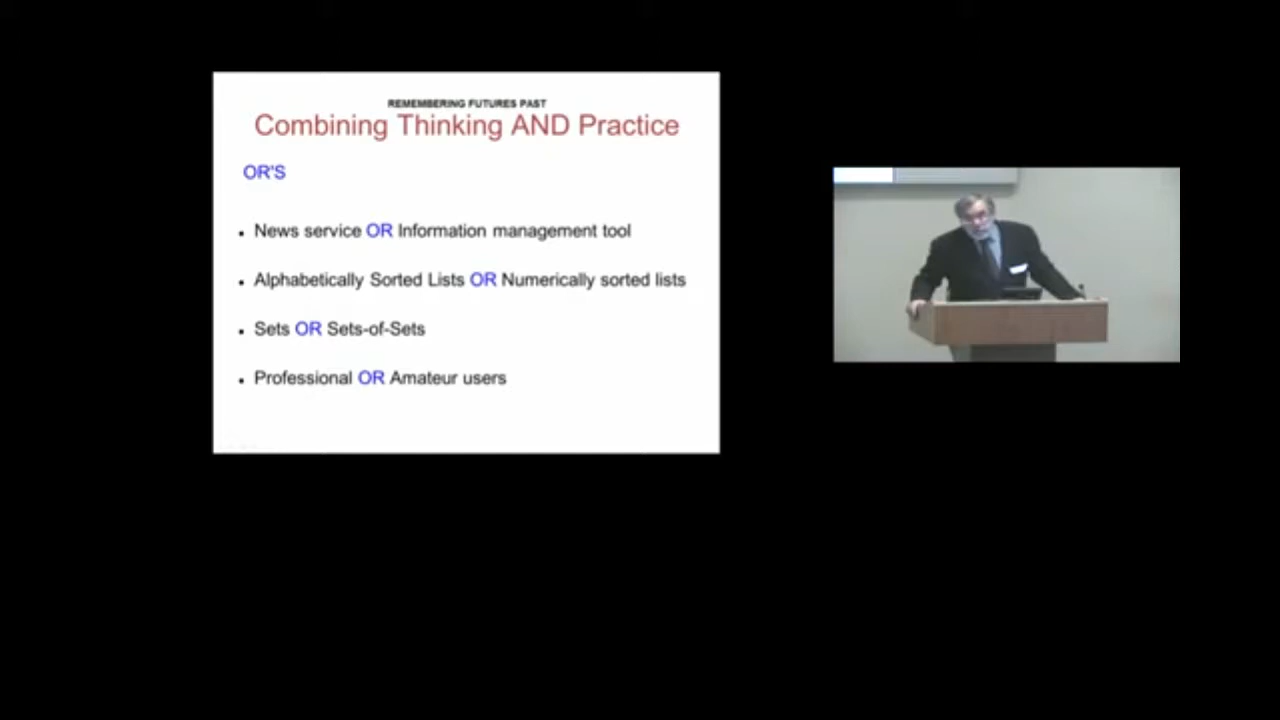 REMEMBERING FUTURES PAST
Combining Thinking AND Practice
OR'S
• News service OR Information management tool
• Alphabetically Sorted Lists OR Numerically sorted lists
• Sets OR Sets-of-Sets
• Professional OR Amateur users